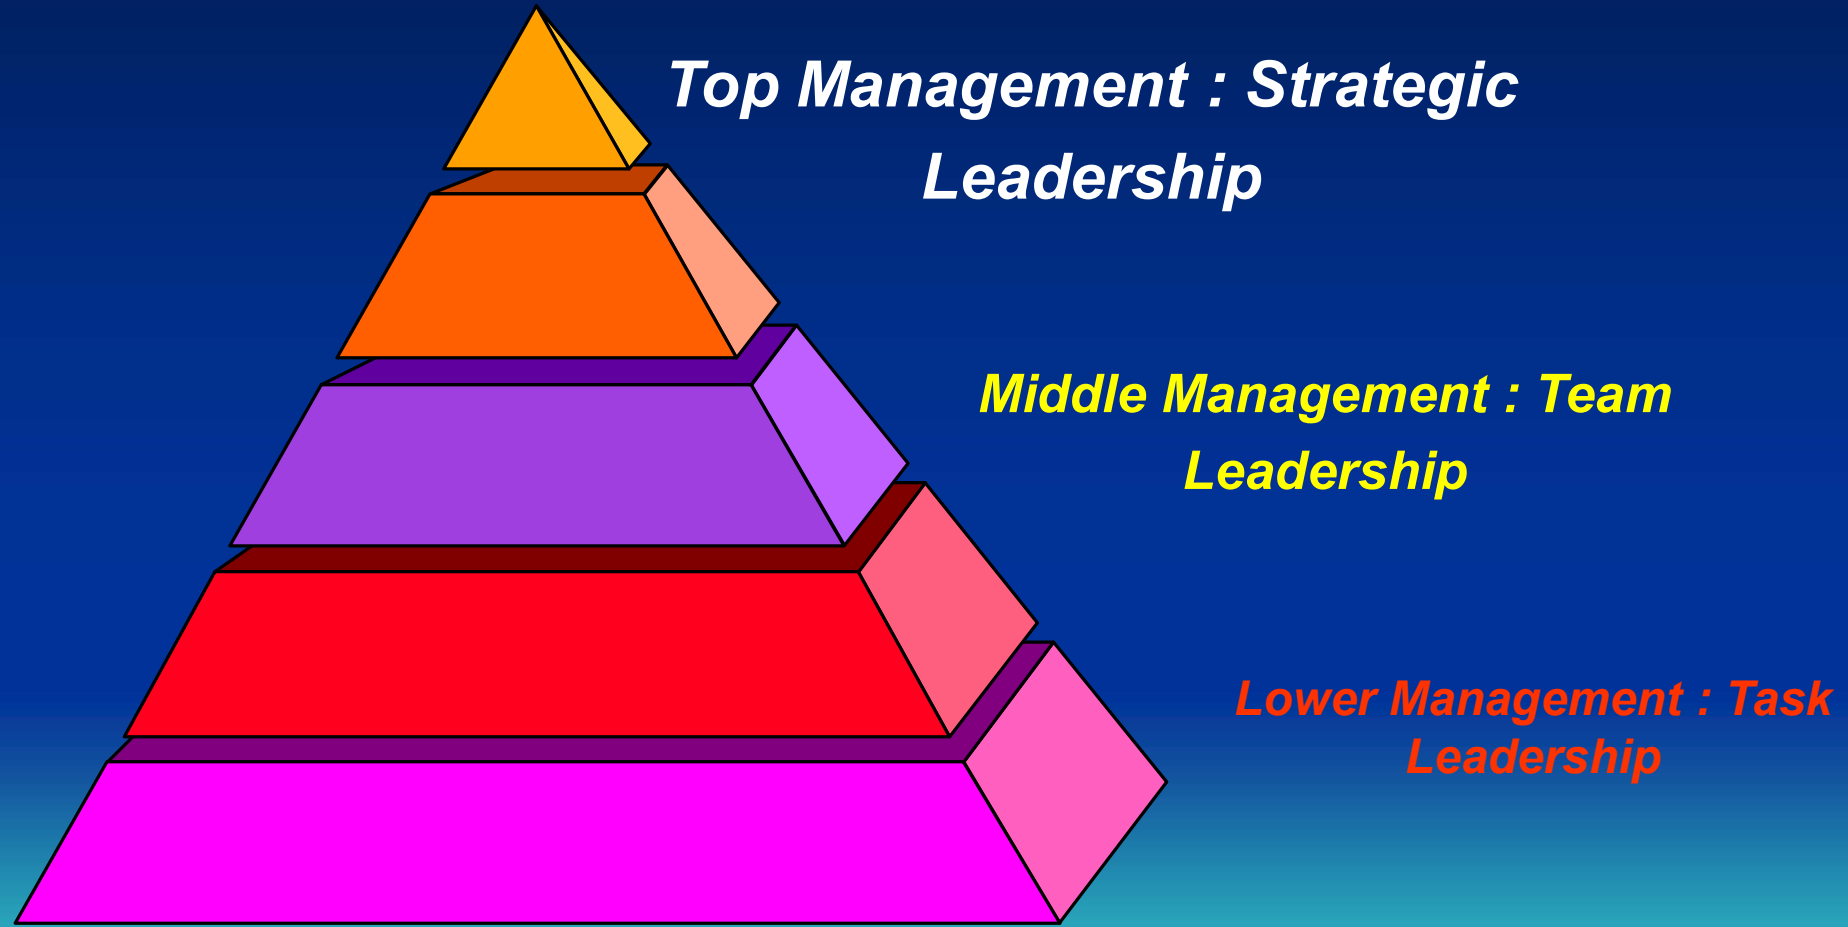 Top Management : Strategic
Leadership
Middle Management : Team
Leadership
Lower Management : Task
Leadership